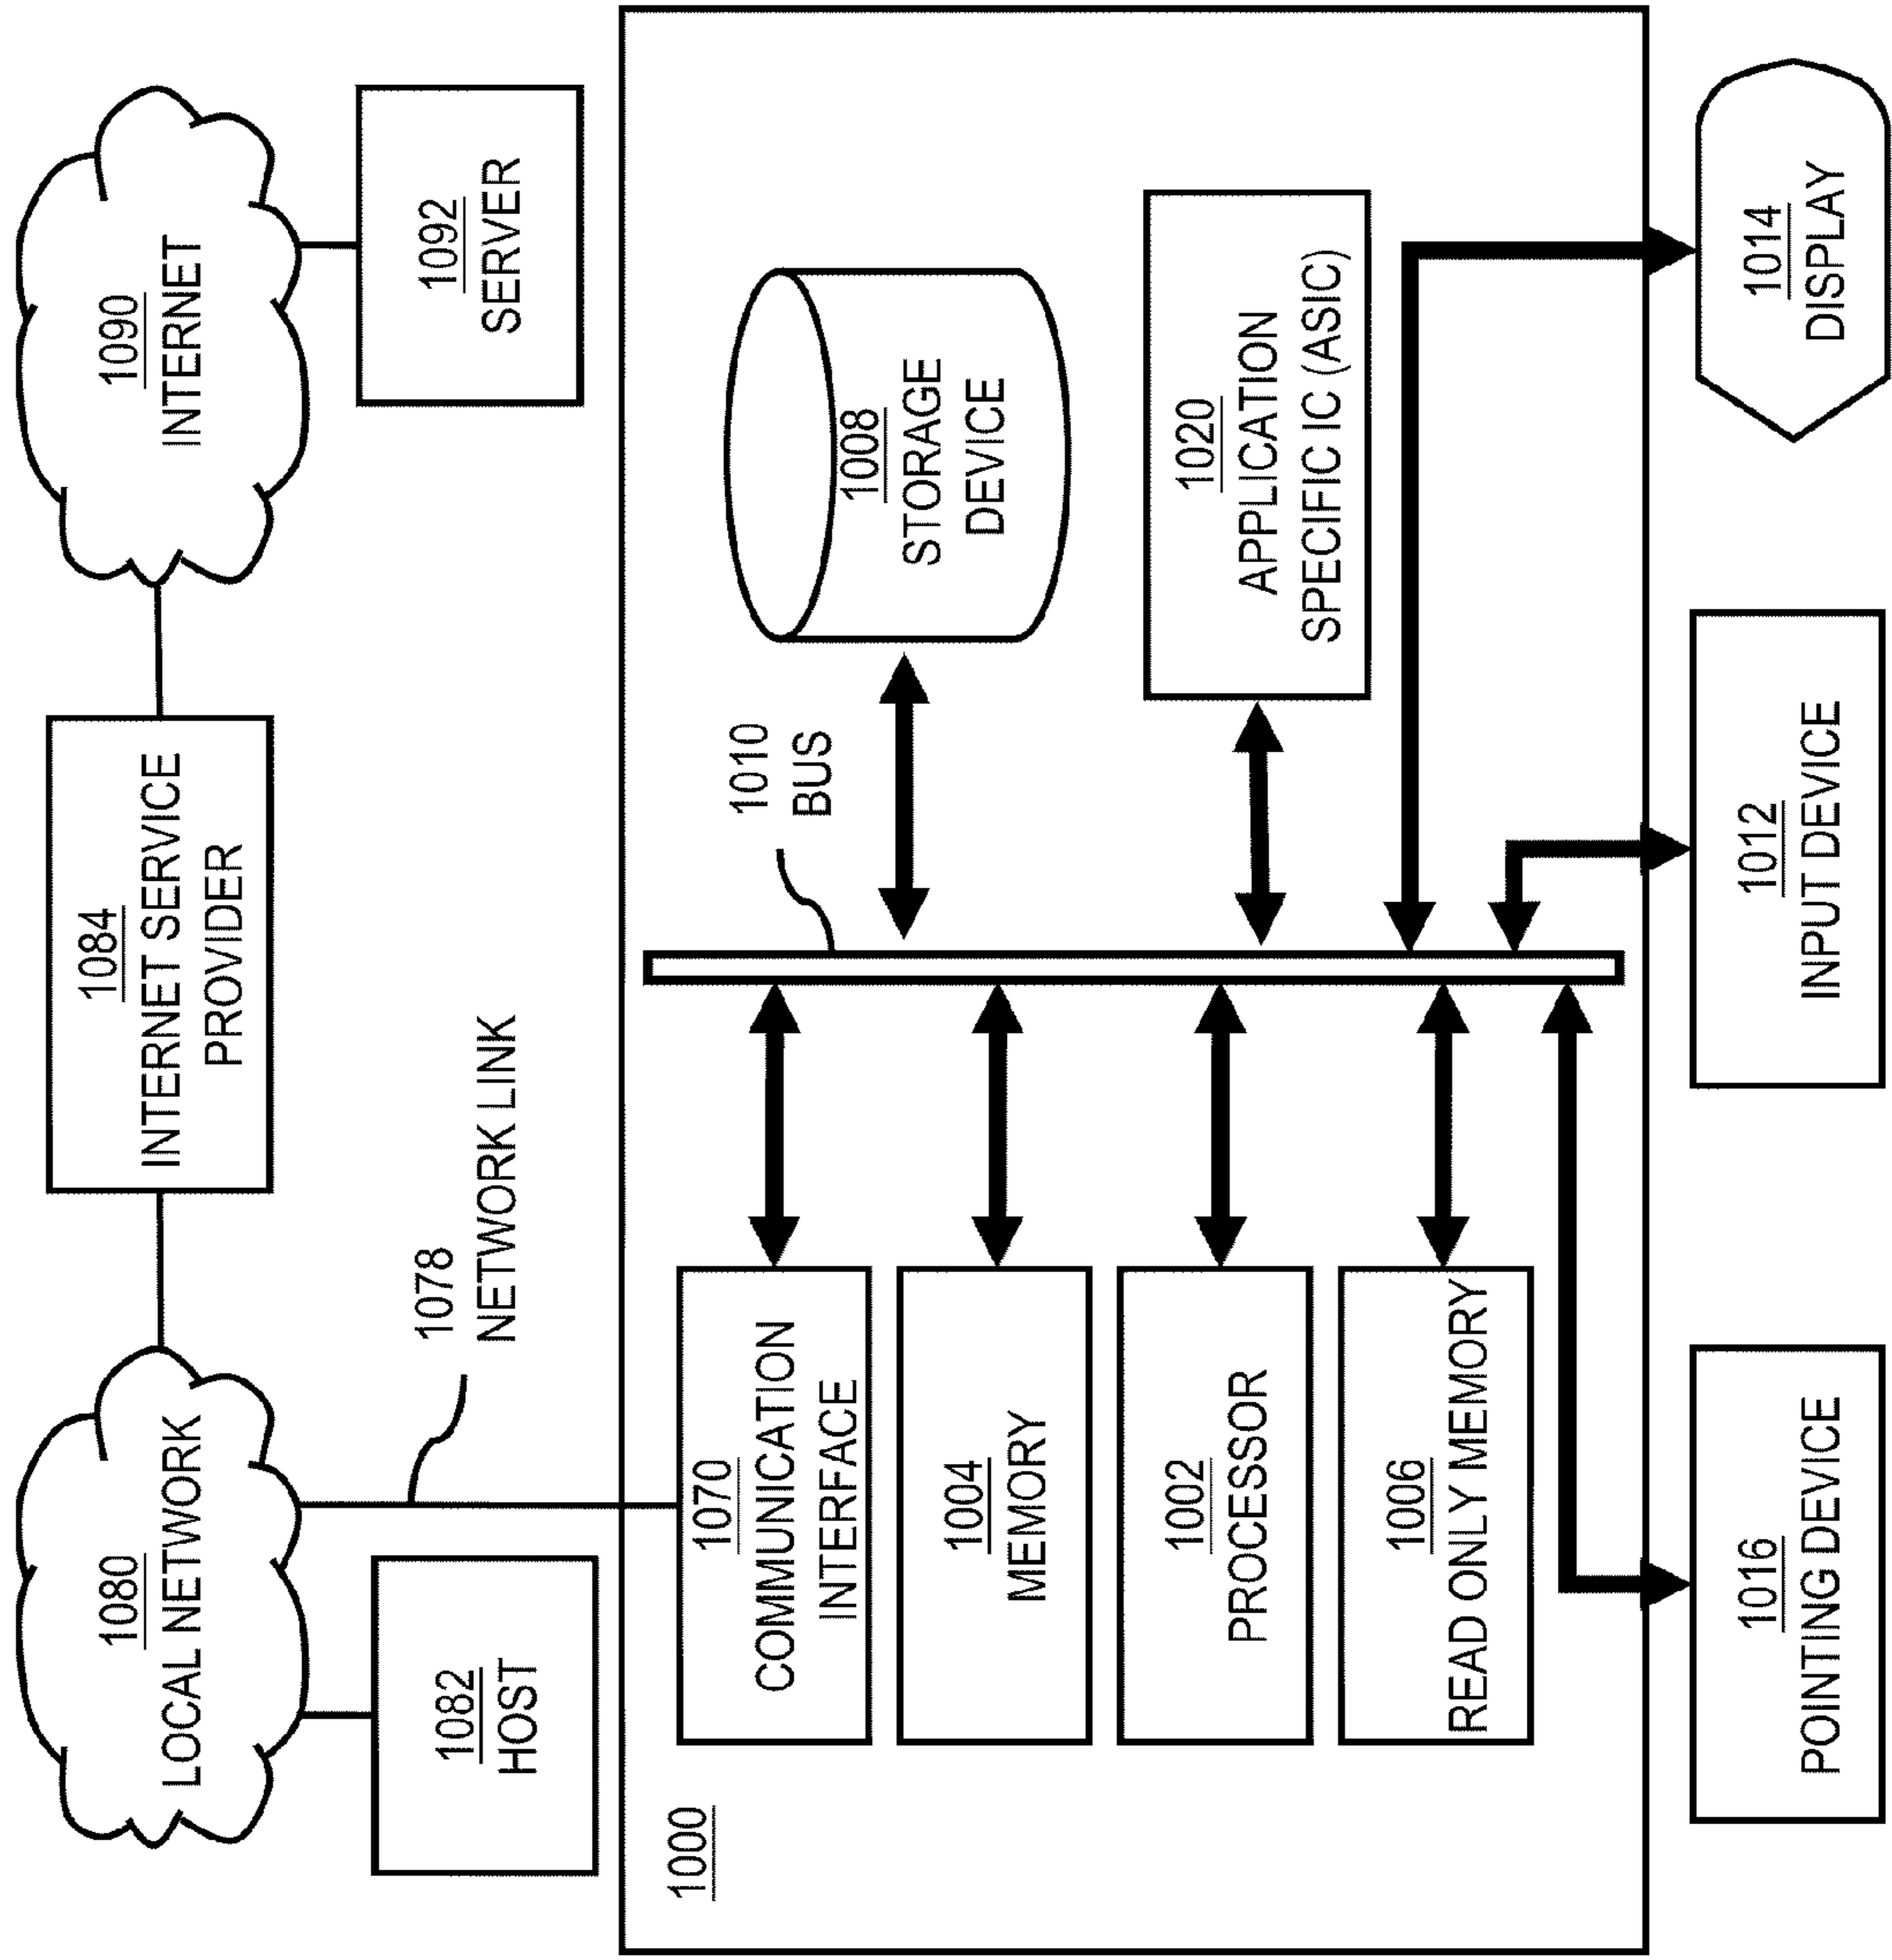 1080
LOCAL NETWORK
1084
INTERNET SERVICE
PROVIDER
1090
INTERNET
1082
HOST
1078
NETWORK LINK
1092
SERVER
1000
1070
COMMUNICATION
INTERFACE
1010
BUS
1008
STORAGE
DEVICE
1004
MEMORY
1002
PROCESSOR
1020
APPLICATION
SPECIFIC IC (ASIC)
1006
READ ONLY MEMORY
1016
POINTING DEVICE
1012
INPUT DEVICE
1014
DISPLAY